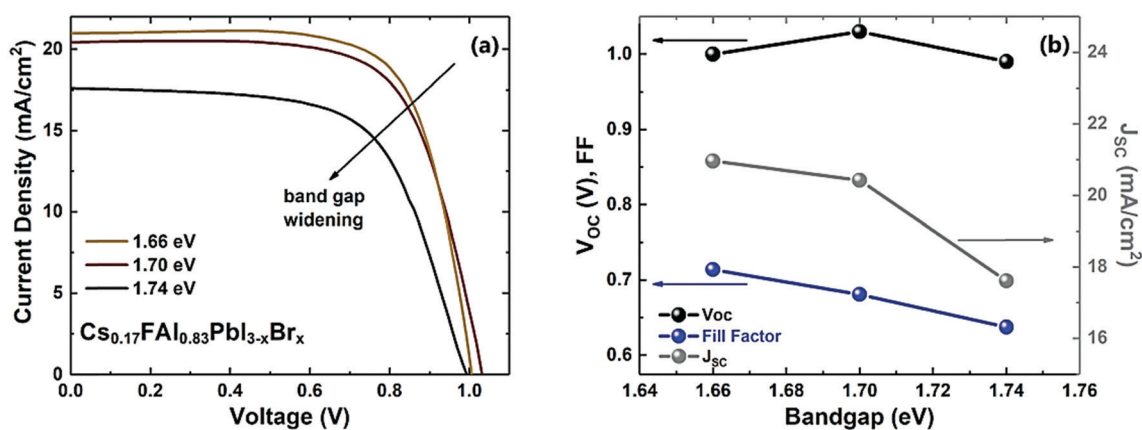 (a)
Current Density (mA/cm²)
20
15
10
5
0
band gap
widening
1.66 eV
1.70 eV
1.74 eV
Cs₀.₁₇FAI₀.₈₃PbI₃₋ₓBrₓ
0.0 0.2 0.4 0.6 0.8 1.0
Voltage (V)
(b)
V_OC (V), FF
1.0
0.9
0.8
0.7
0.6
Voc
Fill Factor
J_SC
1.64 1.66 1.68 1.70 1.72 1.74 1.76
Bandgap (eV)
24
22
20
18
16
J_SC (mA/cm²)